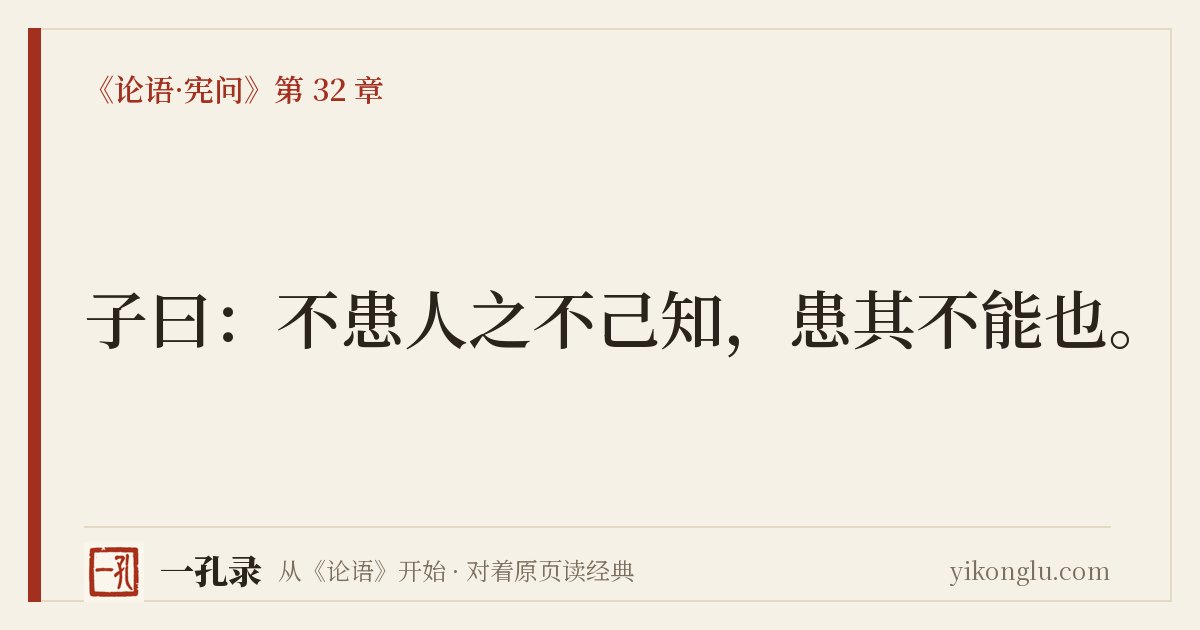 《论语·宪问》第 32 章
子曰：不患人之不己知，患其不能也。
一孔
一孔录 从《论语》开始 · 对着原页读经典 yikonglu.com